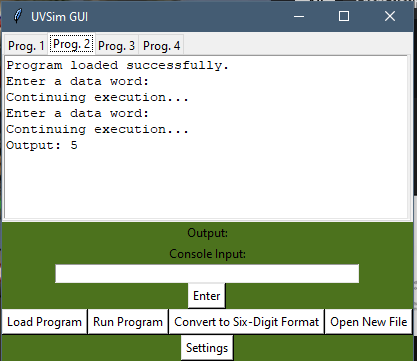 UVSim GUI
Prog. 1 Prog. 2 Prog. 3 Prog. 4
Program loaded successfully.
Enter a data word:
Continuing execution...
Enter a data word:
Continuing execution...
Output: 5
Output:
Console Input:
Enter
Load Program Run Program Convert to Six-Digit Format Open New File
Settings